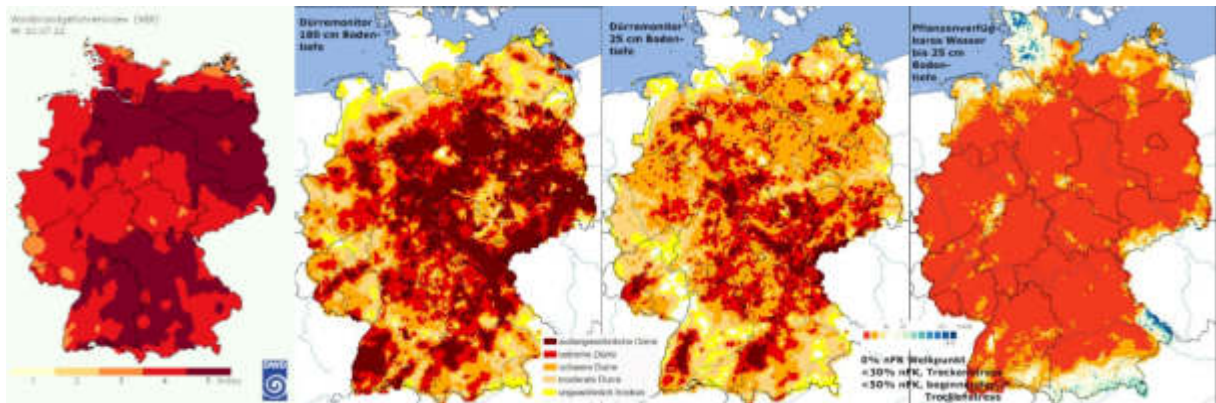 Waldbrandgefahrenindex (WBI)
Dürremonitor
180 cm Boden-
tiefe
Dürremonitor
25 cm Boden-
tiefe
Pflanzenverfüg-
bares Wasser
bis 25 cm
Boden-
tiefe
1 2 3 4 5 Index
DWD
außergewöhnliche Dürre
extreme Dürre
schwere Dürre
moderate Dürre
ungewöhnlich trocken
0% nFK Welkpunkt
<30% nFK, Trockenstress
<50% nFK, beginnender
Trockenstress